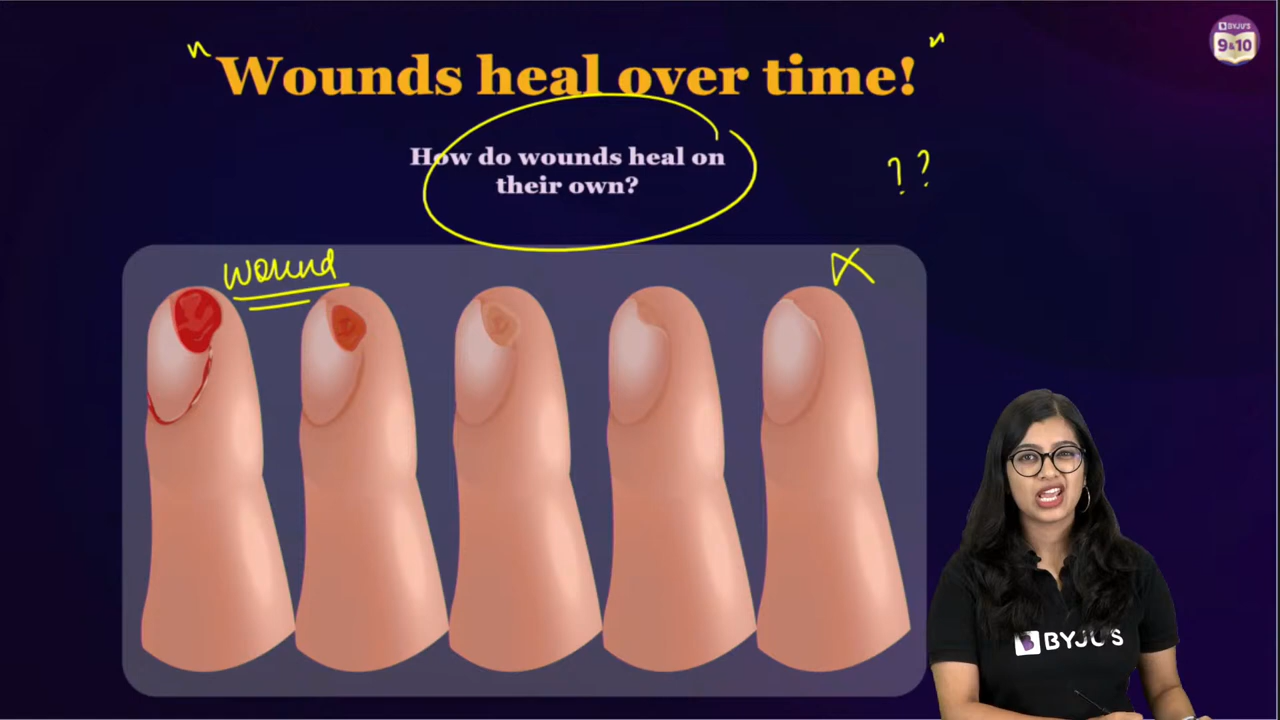 "Wounds heal over time!"
How do wounds heal on
their own?
??
wound
BYJU'S
9&10
BYJU'S